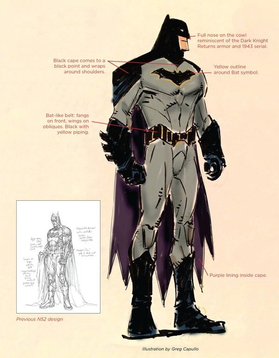 Full nose on the cowl
reminiscent of the Dark Knight
Returns armor and 1943 serial.
Black cape comes to a
black point and wraps
around shoulders.
Yellow outline
around Bat symbol.
Bat-like belt: fangs
on front, wings on
obliques. Black with
yellow piping.
Purple lining inside cape.
Previous N52 design
Illustration by Greg Capullo